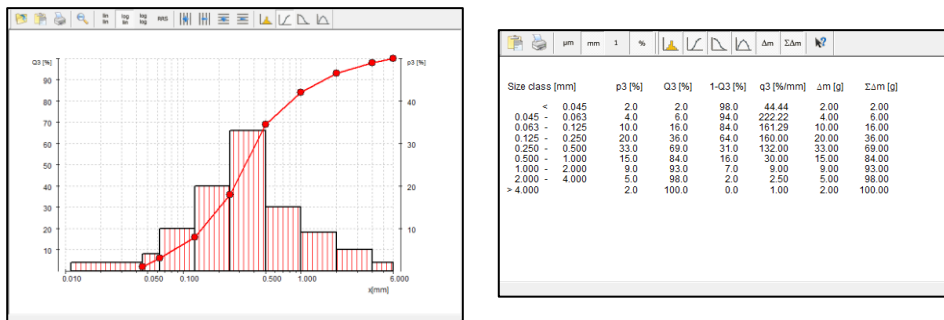 lin lin log lin log log RRS
Q3 [%] p3 [%]
90
80
70
60
50
40
30
20
10
40
30
20
10
0.010 0.050 0.100 0.500 1.000 6.000
x[mm]
µm mm 1 % Δm ΣΔm
Size class [mm] p3 [%] Q3 [%] 1-Q3 [%] q3 [%/mm] Δm [g] ΣΔm [g]
< 0.045 2.0 2.0 98.0 44.44 2.00 2.00
0.045 - 0.063 4.0 6.0 94.0 222.22 4.00 6.00
0.063 - 0.125 10.0 16.0 84.0 161.29 10.00 16.00
0.125 - 0.250 20.0 36.0 64.0 160.00 20.00 36.00
0.250 - 0.500 33.0 69.0 31.0 132.00 33.00 69.00
0.500 - 1.000 15.0 84.0 16.0 30.00 15.00 84.00
1.000 - 2.000 9.0 93.0 7.0 9.00 9.00 93.00
2.000 - 4.000 5.0 98.0 2.0 2.50 5.00 98.00
> 4.000 2.0 100.0 0.0 1.00 2.00 100.00